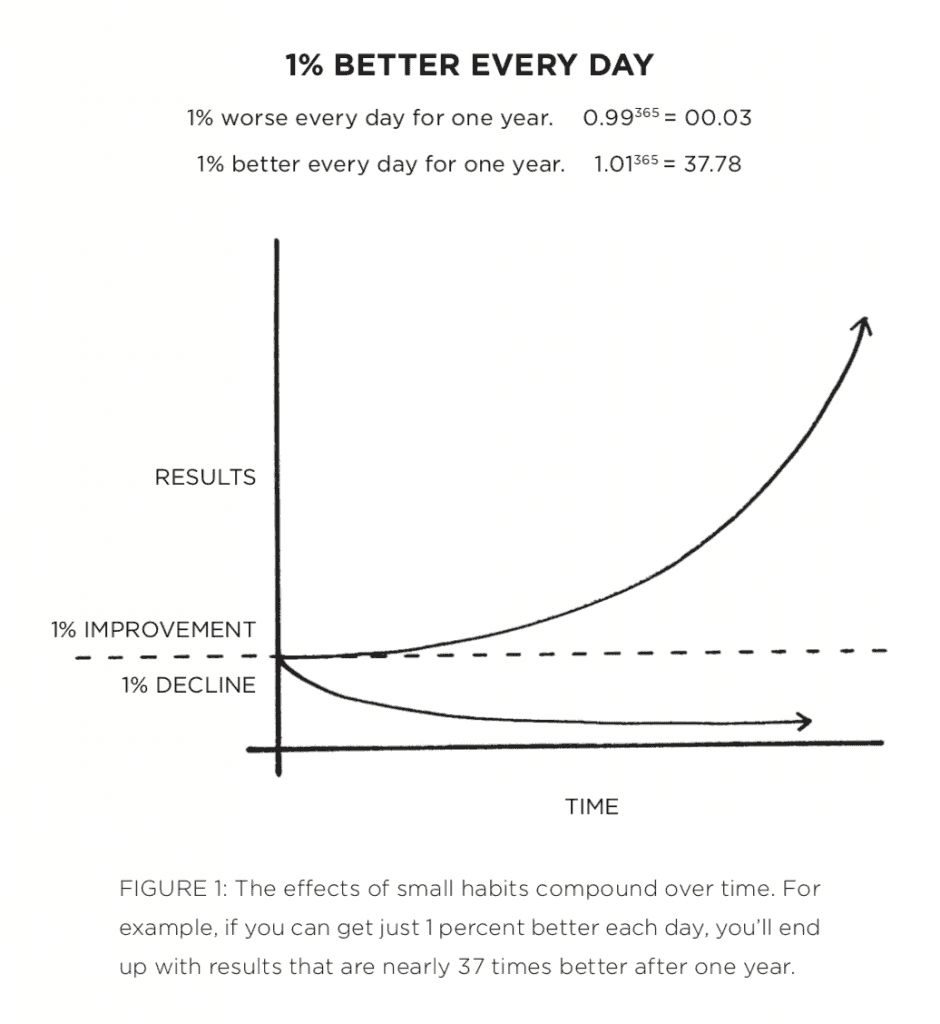 1% BETTER EVERY DAY
1% worse every day for one year. 0.99³⁶⁵ = 00.03
1% better every day for one year. 1.01³⁶⁵ = 37.78
RESULTS
1% IMPROVEMENT
1% DECLINE
TIME
FIGURE 1: The effects of small habits compound over time. For
example, if you can get just 1 percent better each day, you'll end
up with results that are nearly 37 times better after one year.